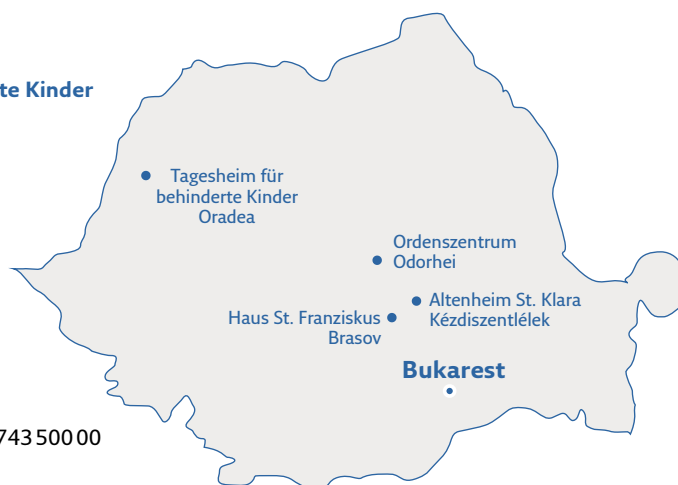 te Kinder
Tagesheim für
behinderte Kinder
Oradea
Ordenszentrum
Odorhei
Altenheim St. Klara
Kézdiszentlélek
Haus St. Franziskus
Brasov
Bukarest
743 500 00